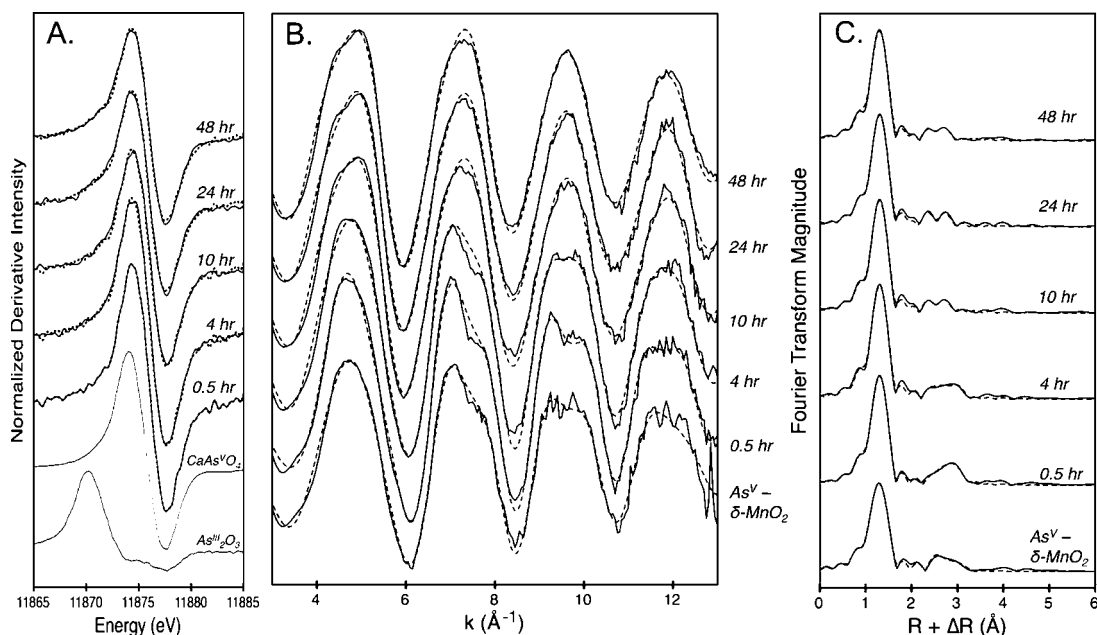 A.
B.
C.
Normalized Derivative Intensity
48 hr
24 hr
10 hr
4 hr
0.5 hr
CaAsⱽO₄
Asᴵᴵᴵ₂O₃
11865 11870 11875 11880 11885
Energy (eV)
48 hr
24 hr
10 hr
4 hr
0.5 hr
Asⱽ –
δ-MnO₂
4 6 8 10 12
k (Å⁻¹)
Fourier Transform Magnitude
48 hr
24 hr
10 hr
4 hr
0.5 hr
Asⱽ –
δ-MnO₂
0 1 2 3 4 5 6
R + ΔR (Å)